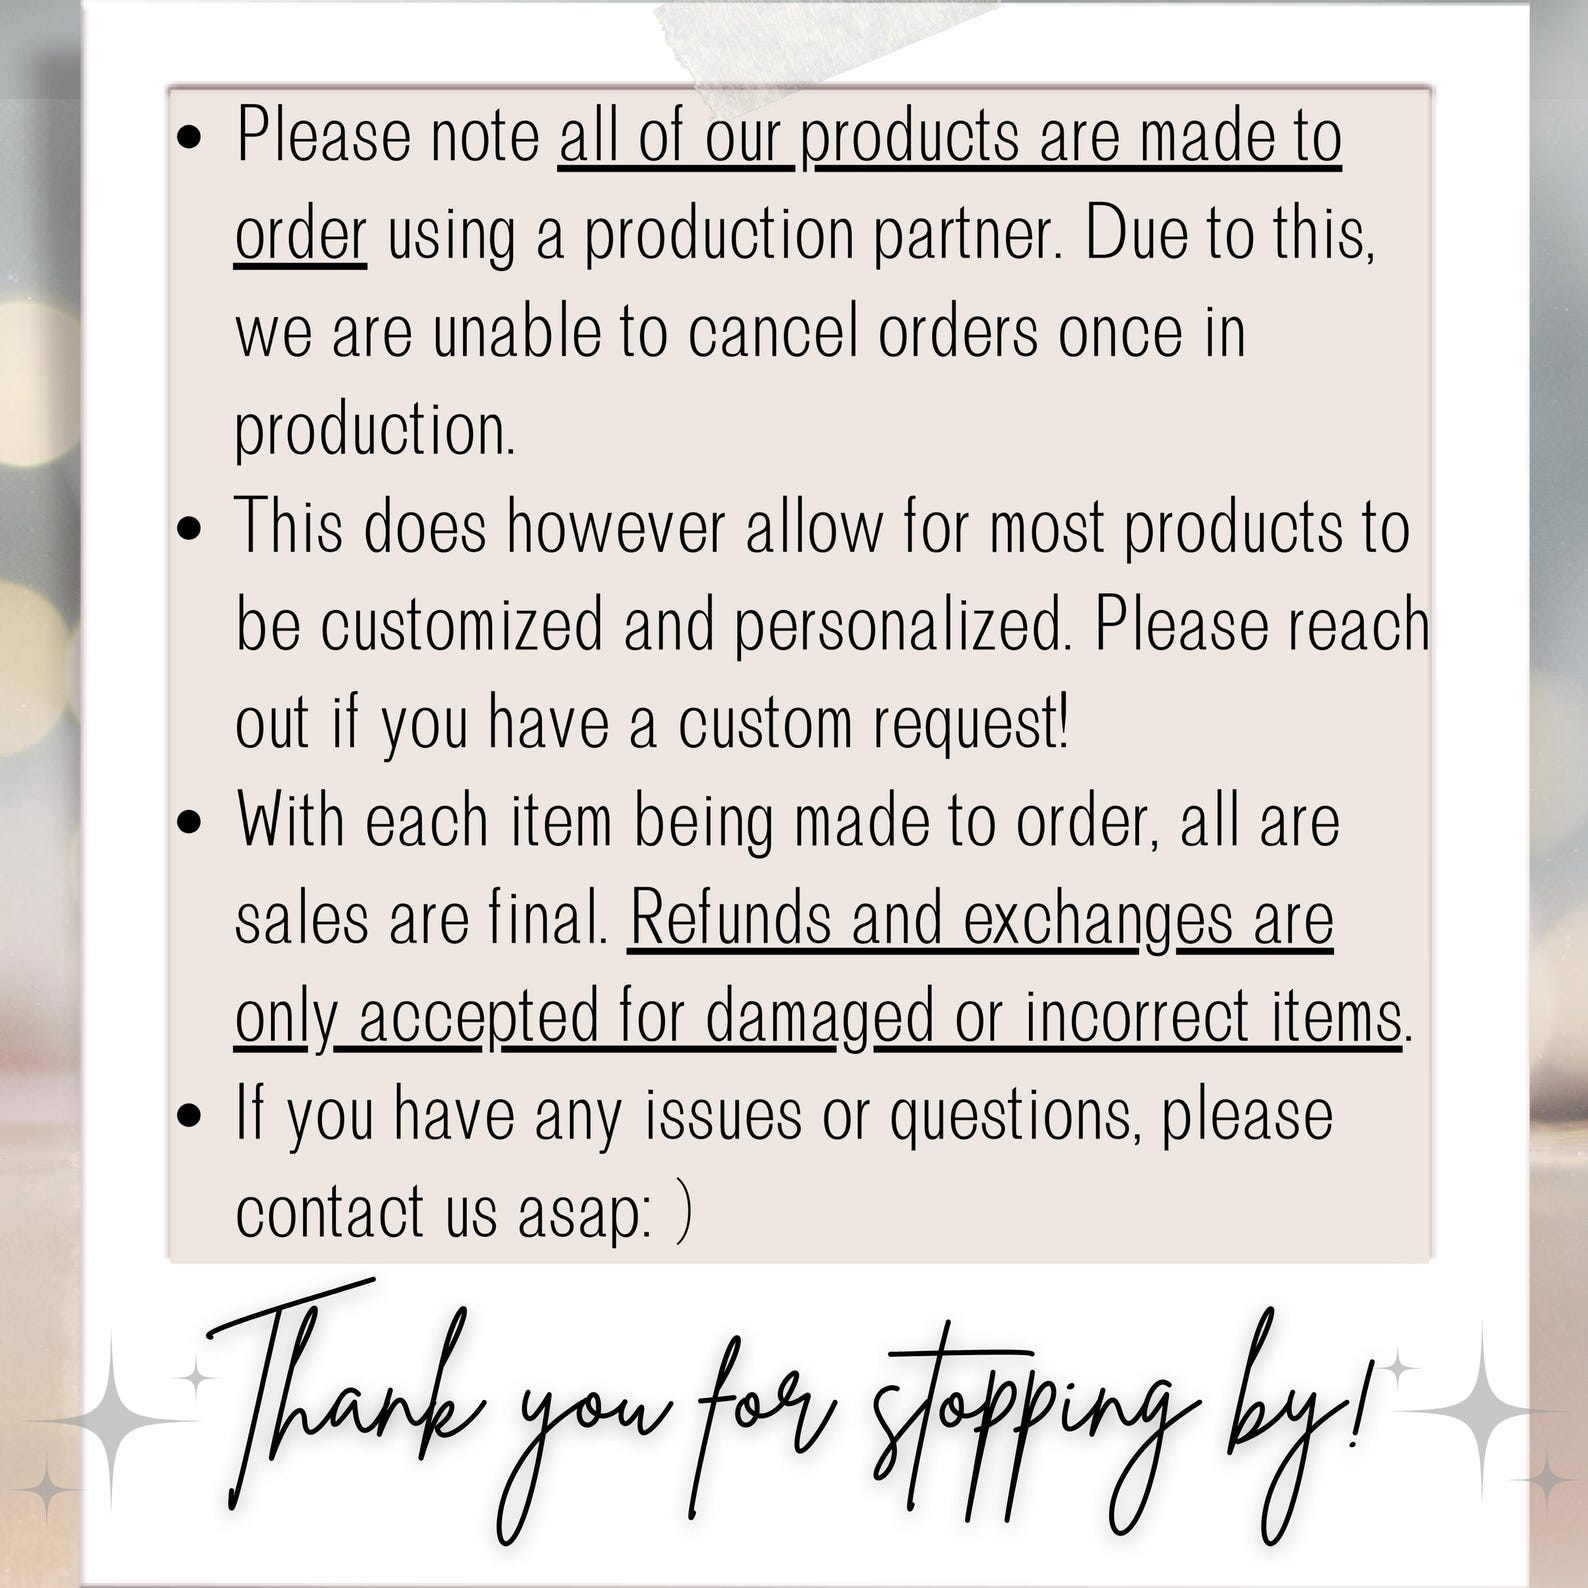 • Please note all of our products are made to
order using a production partner. Due to this,
we are unable to cancel orders once in
production.
• This does however allow for most products to
be customized and personalized. Please reach
out if you have a custom request!
• With each item being made to order, all are
sales are final. Refunds and exchanges are
only accepted for damaged or incorrect items.
• If you have any issues or questions, please
contact us asap: )
Thank you for stopping by!